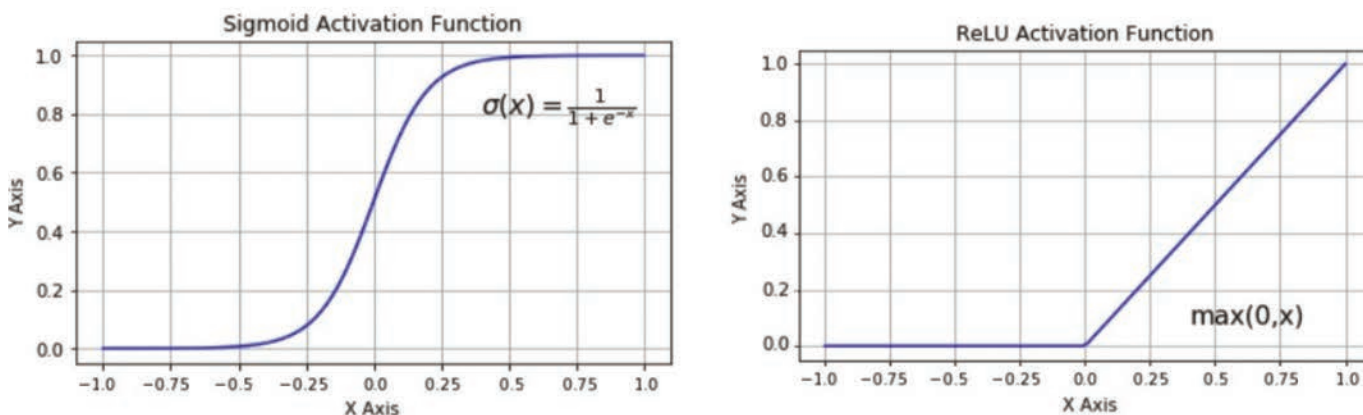 Sigmoid Activation Function
1.0
0.8
0.6
0.4
0.2
0.0
Y Axis
σ(x) = 1/(1 + e^{-x})
−1.0 −0.75 −0.5 −0.25 0.0 0.25 0.50 0.75 1.0
X Axis
ReLU Activation Function
1.0
0.8
0.6
0.4
0.2
0.0
Y Axis
max(0,x)
−1.0 −0.75 −0.5 −0.25 0.0 0.25 0.5 0.75 1.0
X Axis